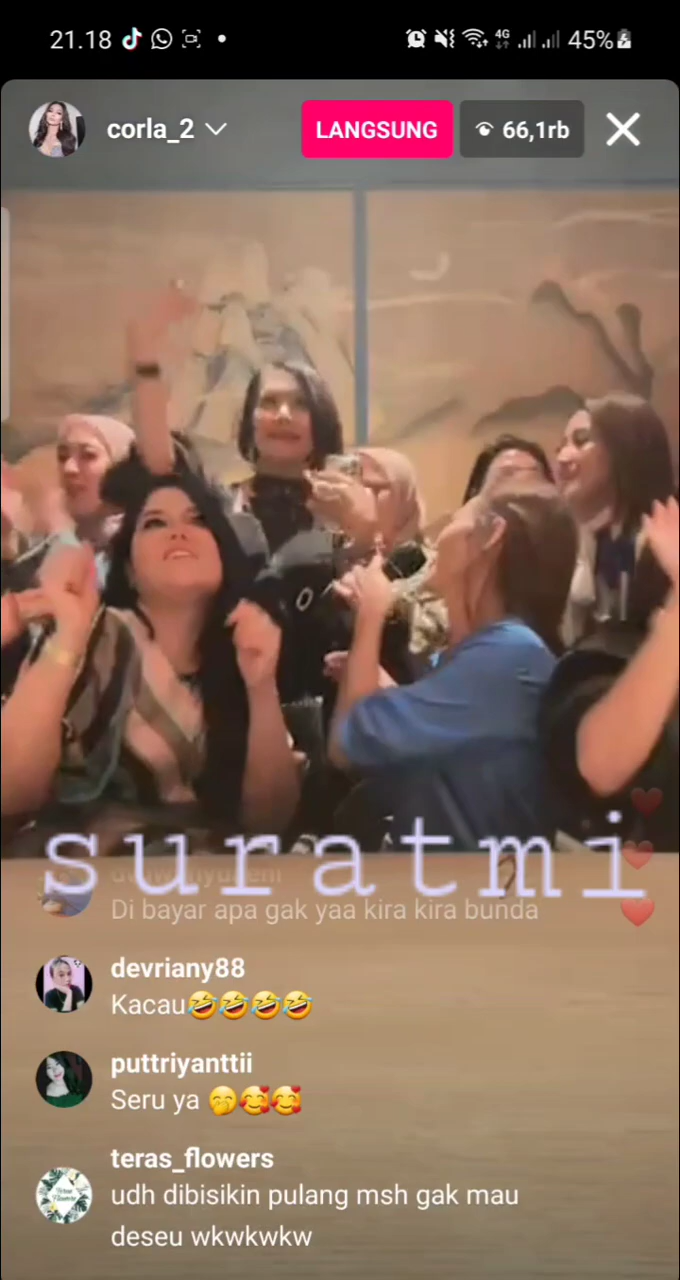 21.18
4G
45%
corla_2
LANGSUNG
66,1rb
suratmi
Di bayar apa gak yaa kira kira bunda
devriany88
Kacau🤣🤣🤣🤣
puttriyanttii
Seru ya 🤭🥰🥰
teras_flowers
udh dibisikin pulang msh gak mau
deseu wkwkwkw